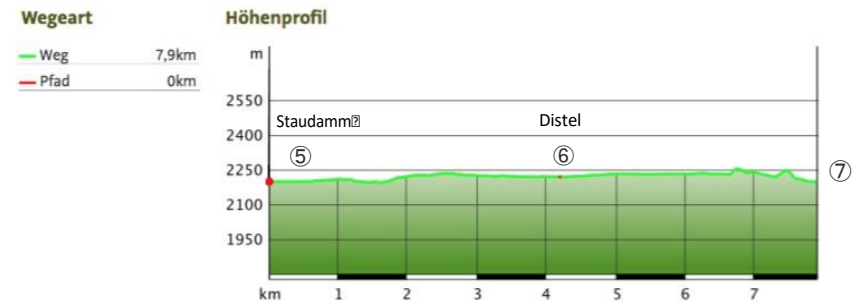 Wegeart
Weg 7,9km
Pfad 0km
Höhenprofil
m
2550
Staudamm⍰ Distel
2400
⑤ ⑥ ⑦
2250
2100
1950
km 1 2 3 4 5 6 7